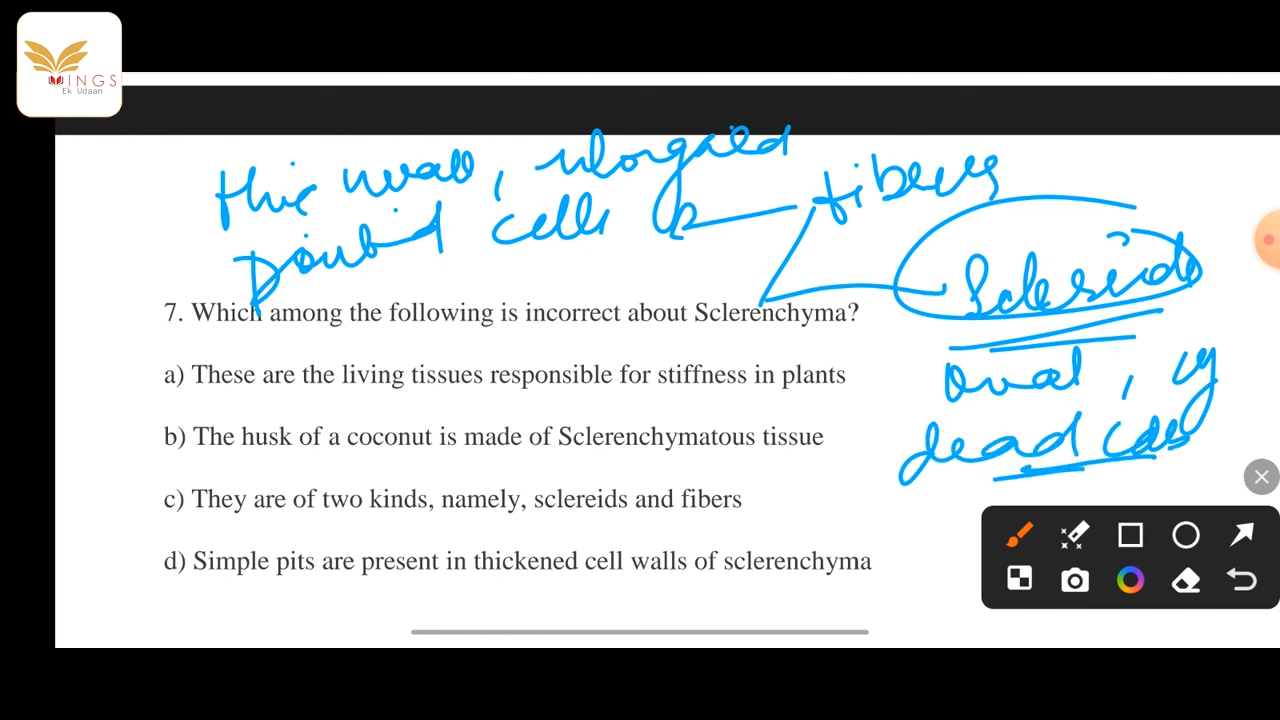 WINGS
Ek Udaan
thic wall, elongated
fibers
pointed cells
Sclereids
7. Which among the following is incorrect about Sclerenchyma?
a) These are the living tissues responsible for stiffness in plants
oval, cy
b) The husk of a coconut is made of Sclerenchymatous tissue
dead
c) They are of two kinds, namely, sclereids and fibers
d) Simple pits are present in thickened cell walls of sclerenchyma